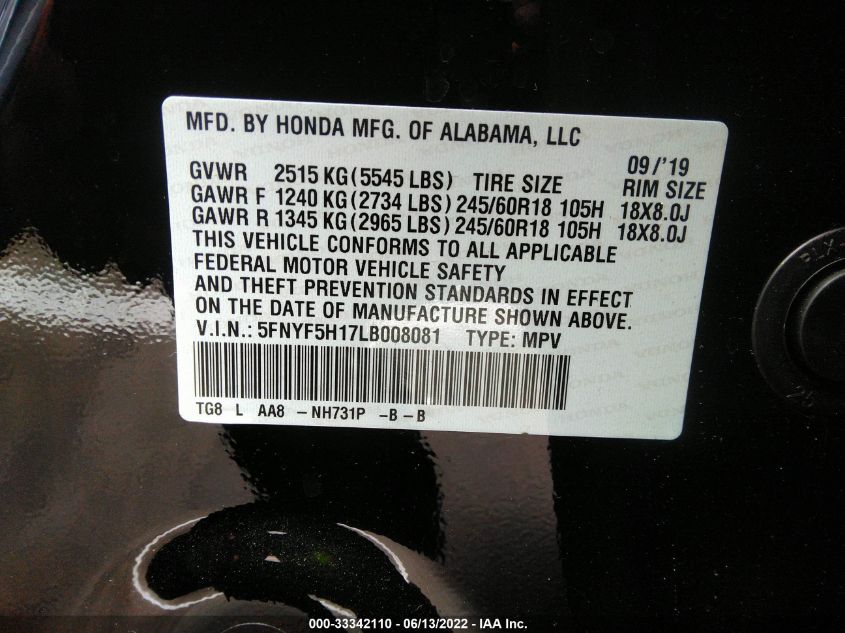 MFD. BY HONDA MFG. OF ALABAMA, LLC
09/'19
GVWR 2515 KG(5545 LBS) TIRE SIZE RIM SIZE
GAWR F 1240 KG(2734 LBS) 245/60R18 105H 18X8.0J
GAWR R 1345 KG(2965 LBS) 245/60R18 105H 18X8.0J
THIS VEHICLE CONFORMS TO ALL APPLICABLE
FEDERAL MOTOR VEHICLE SAFETY
AND THEFT PREVENTION STANDARDS IN EFFECT
ON THE DATE OF MANUFACTURE SHOWN ABOVE.
V.I.N.: 5FNYF5H17LB008081 TYPE: MPV
TG8 L AA8 -NH731P -B-B
000-33342110 - 06/13/2022 - IAA Inc.